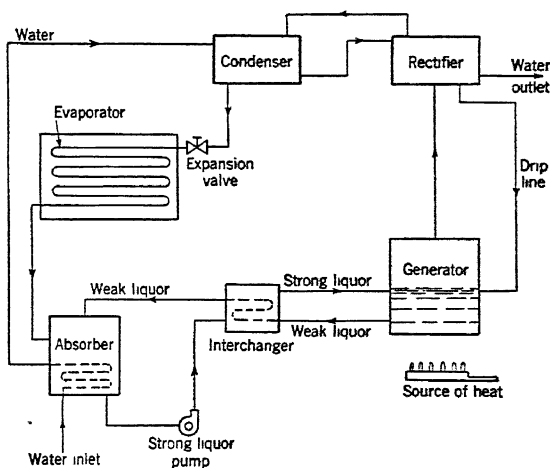 Water
Condenser
Rectifier
Water
outlet
Evaporator
Expansion
valve
Drip
line
Generator
Strong liquor
Weak liquor
Weak liquor
Interchanger
Absorber
Source of heat
Strong liquor
pump
Water inlet